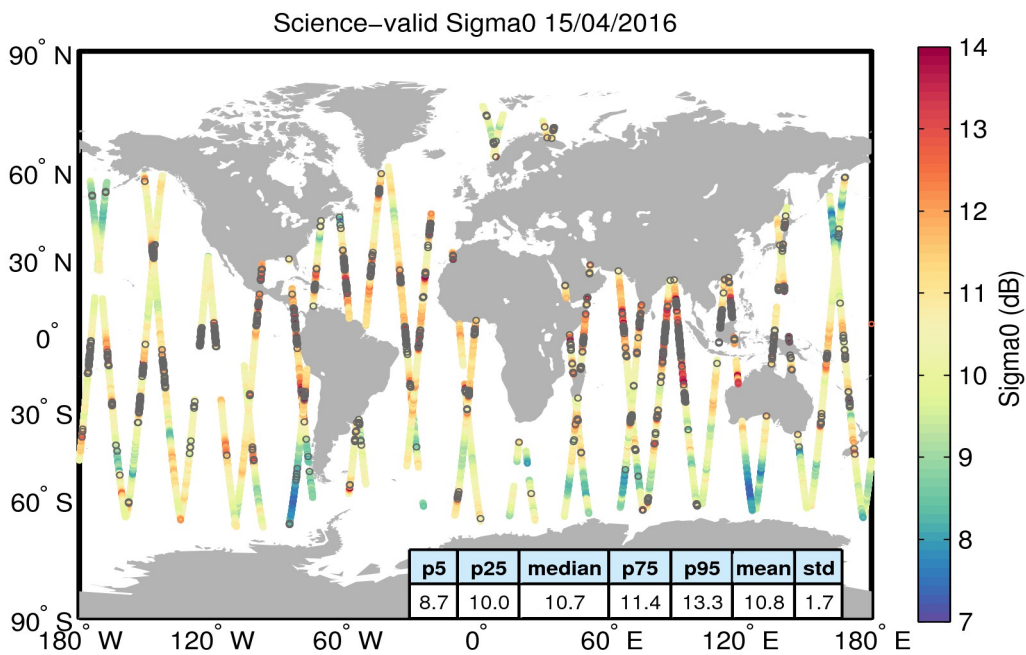 Science−valid Sigma0 15/04/2016
90° N
60° N
30° N
0°
30° S
60° S
90° S
180° W
120° W
60° W
0°
60° E
120° E
180° E
p5 p25 median p75 p95 mean std
8.7 10.0 10.7 11.4 13.3 10.8 1.7
14
13
12
11
10
9
8
7
Sigma0 (dB)